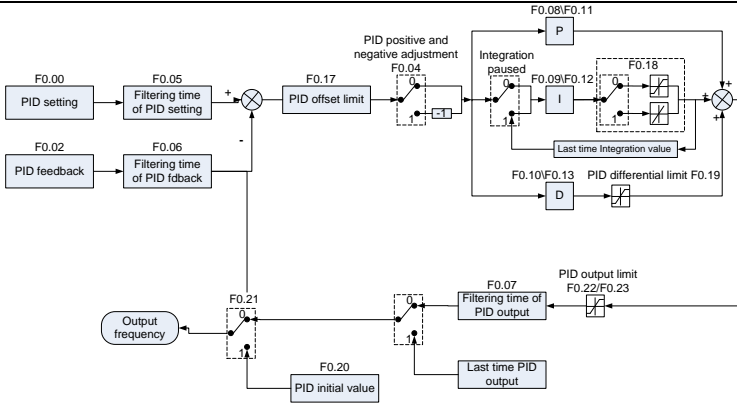 F0.08\F0.11
P
PID positive and
negative adjustment
F0.04
Integration
paused
F0.18
F0.00
F0.05
F0.17
F0.09\F0.12
PID setting
Filtering time
of PID setting
+
PID offset limit
0
1
-1
0
1
I
0
1
+
+
+
-
Last time Integration value
F0.02
F0.06
PID feedback
Filtering time
of PID fdback
F0.10\F0.13
PID differential limit F0.19
D
F0.07
PID output limit
F0.22/F0.23
Filtering time of
PID output
F0.21
0
1
0
1
Output
frequency
F0.20
PID initial value
Last time PID
output